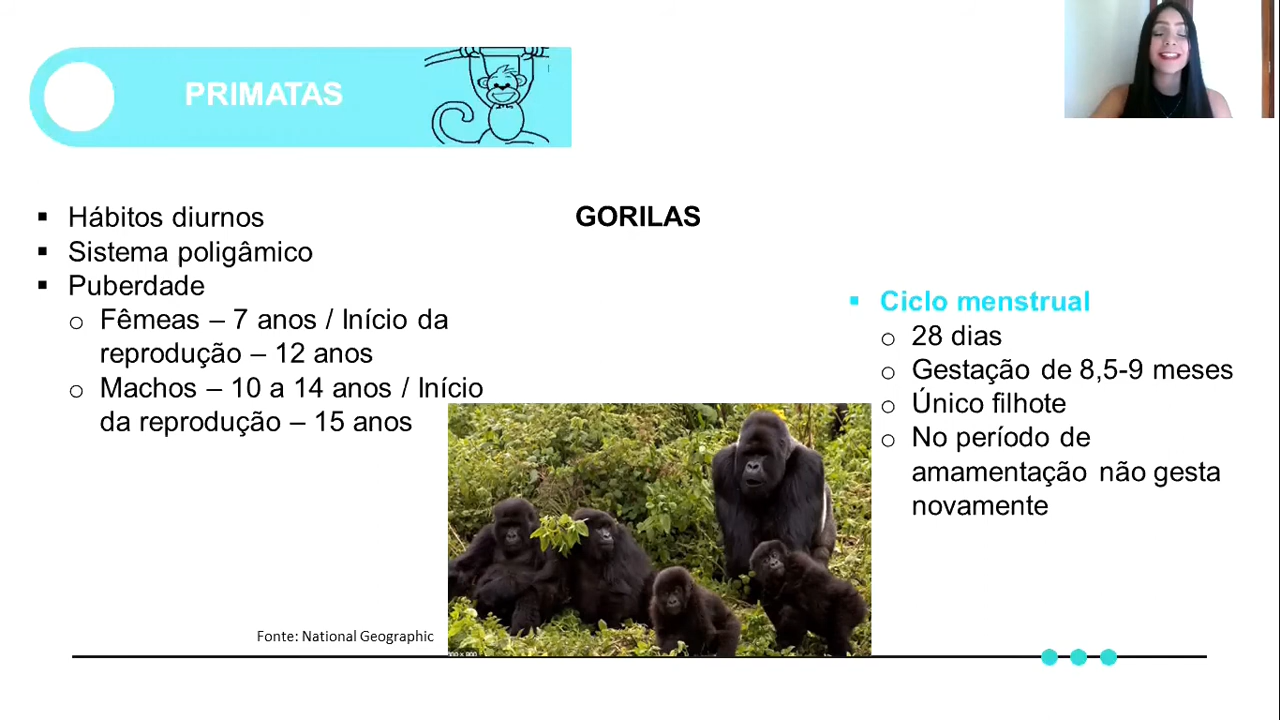 PRIMATAS
GORILAS
▪ Hábitos diurnos
▪ Sistema poligâmico
▪ Puberdade
o Fêmeas – 7 anos / Início da
reprodução – 12 anos
o Machos – 10 a 14 anos / Início
da reprodução – 15 anos
▪ Ciclo menstrual
o 28 dias
o Gestação de 8,5-9 meses
o Único filhote
o No período de
amamentação não gesta
novamente
Fonte: National Geographic